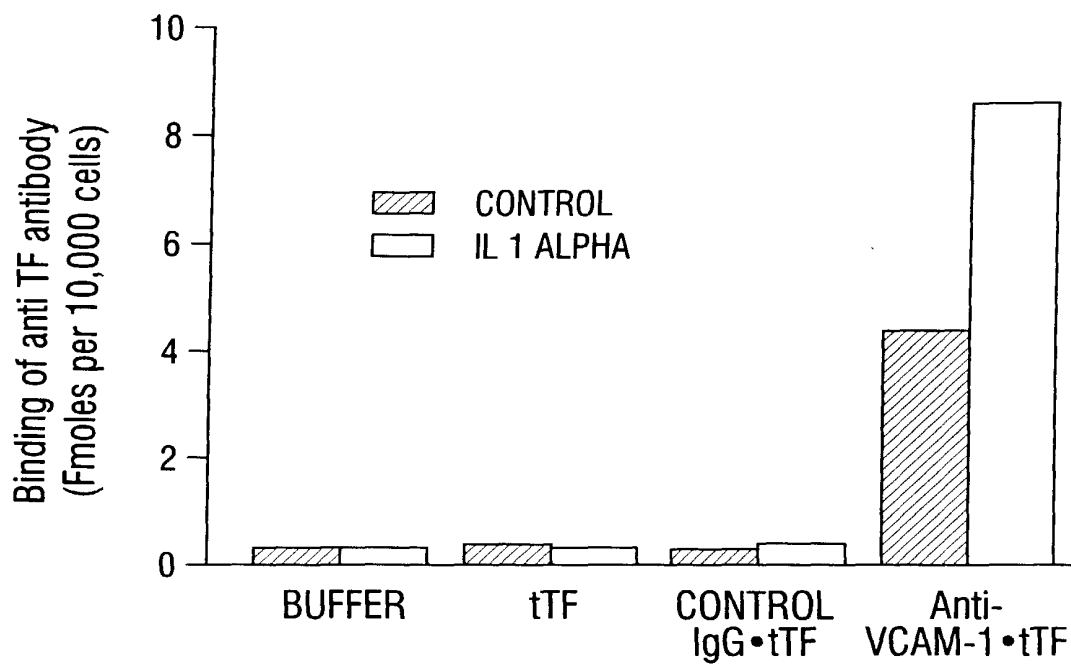 Binding of anti TF antibody
(Fmoles per 10,000 cells)
10
8
6
4
2
0
CONTROL
IL 1 ALPHA
BUFFER
tTF
CONTROL
IgG•tTF
Anti-
VCAM-1•tTF